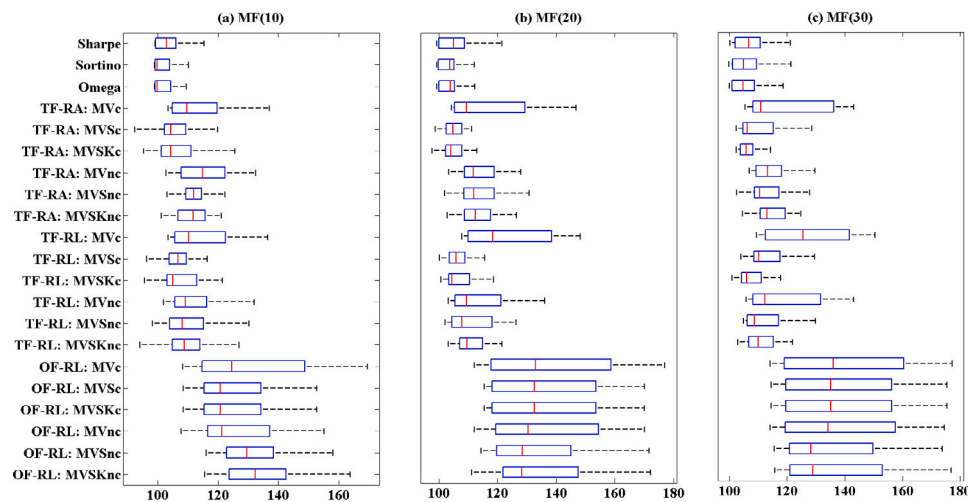 (a) MF(10)
(b) MF(20)
(c) MF(30)
Sharpe
Sortino
Omega
TF-RA: MVc
TF-RA: MVSc
TF-RA: MVSKc
TF-RA: MVnc
TF-RA: MVSnc
TF-RA: MVSKnc
TF-RL: MVc
TF-RL: MVSc
TF-RL: MVSKc
TF-RL: MVnc
TF-RL: MVSnc
TF-RL: MVSKnc
OF-RL: MVc
OF-RL: MVSc
OF-RL: MVSKc
OF-RL: MVnc
OF-RL: MVSnc
OF-RL: MVSKnc
100 120 140 160
100 120 140 160 180
100 120 140 160 180